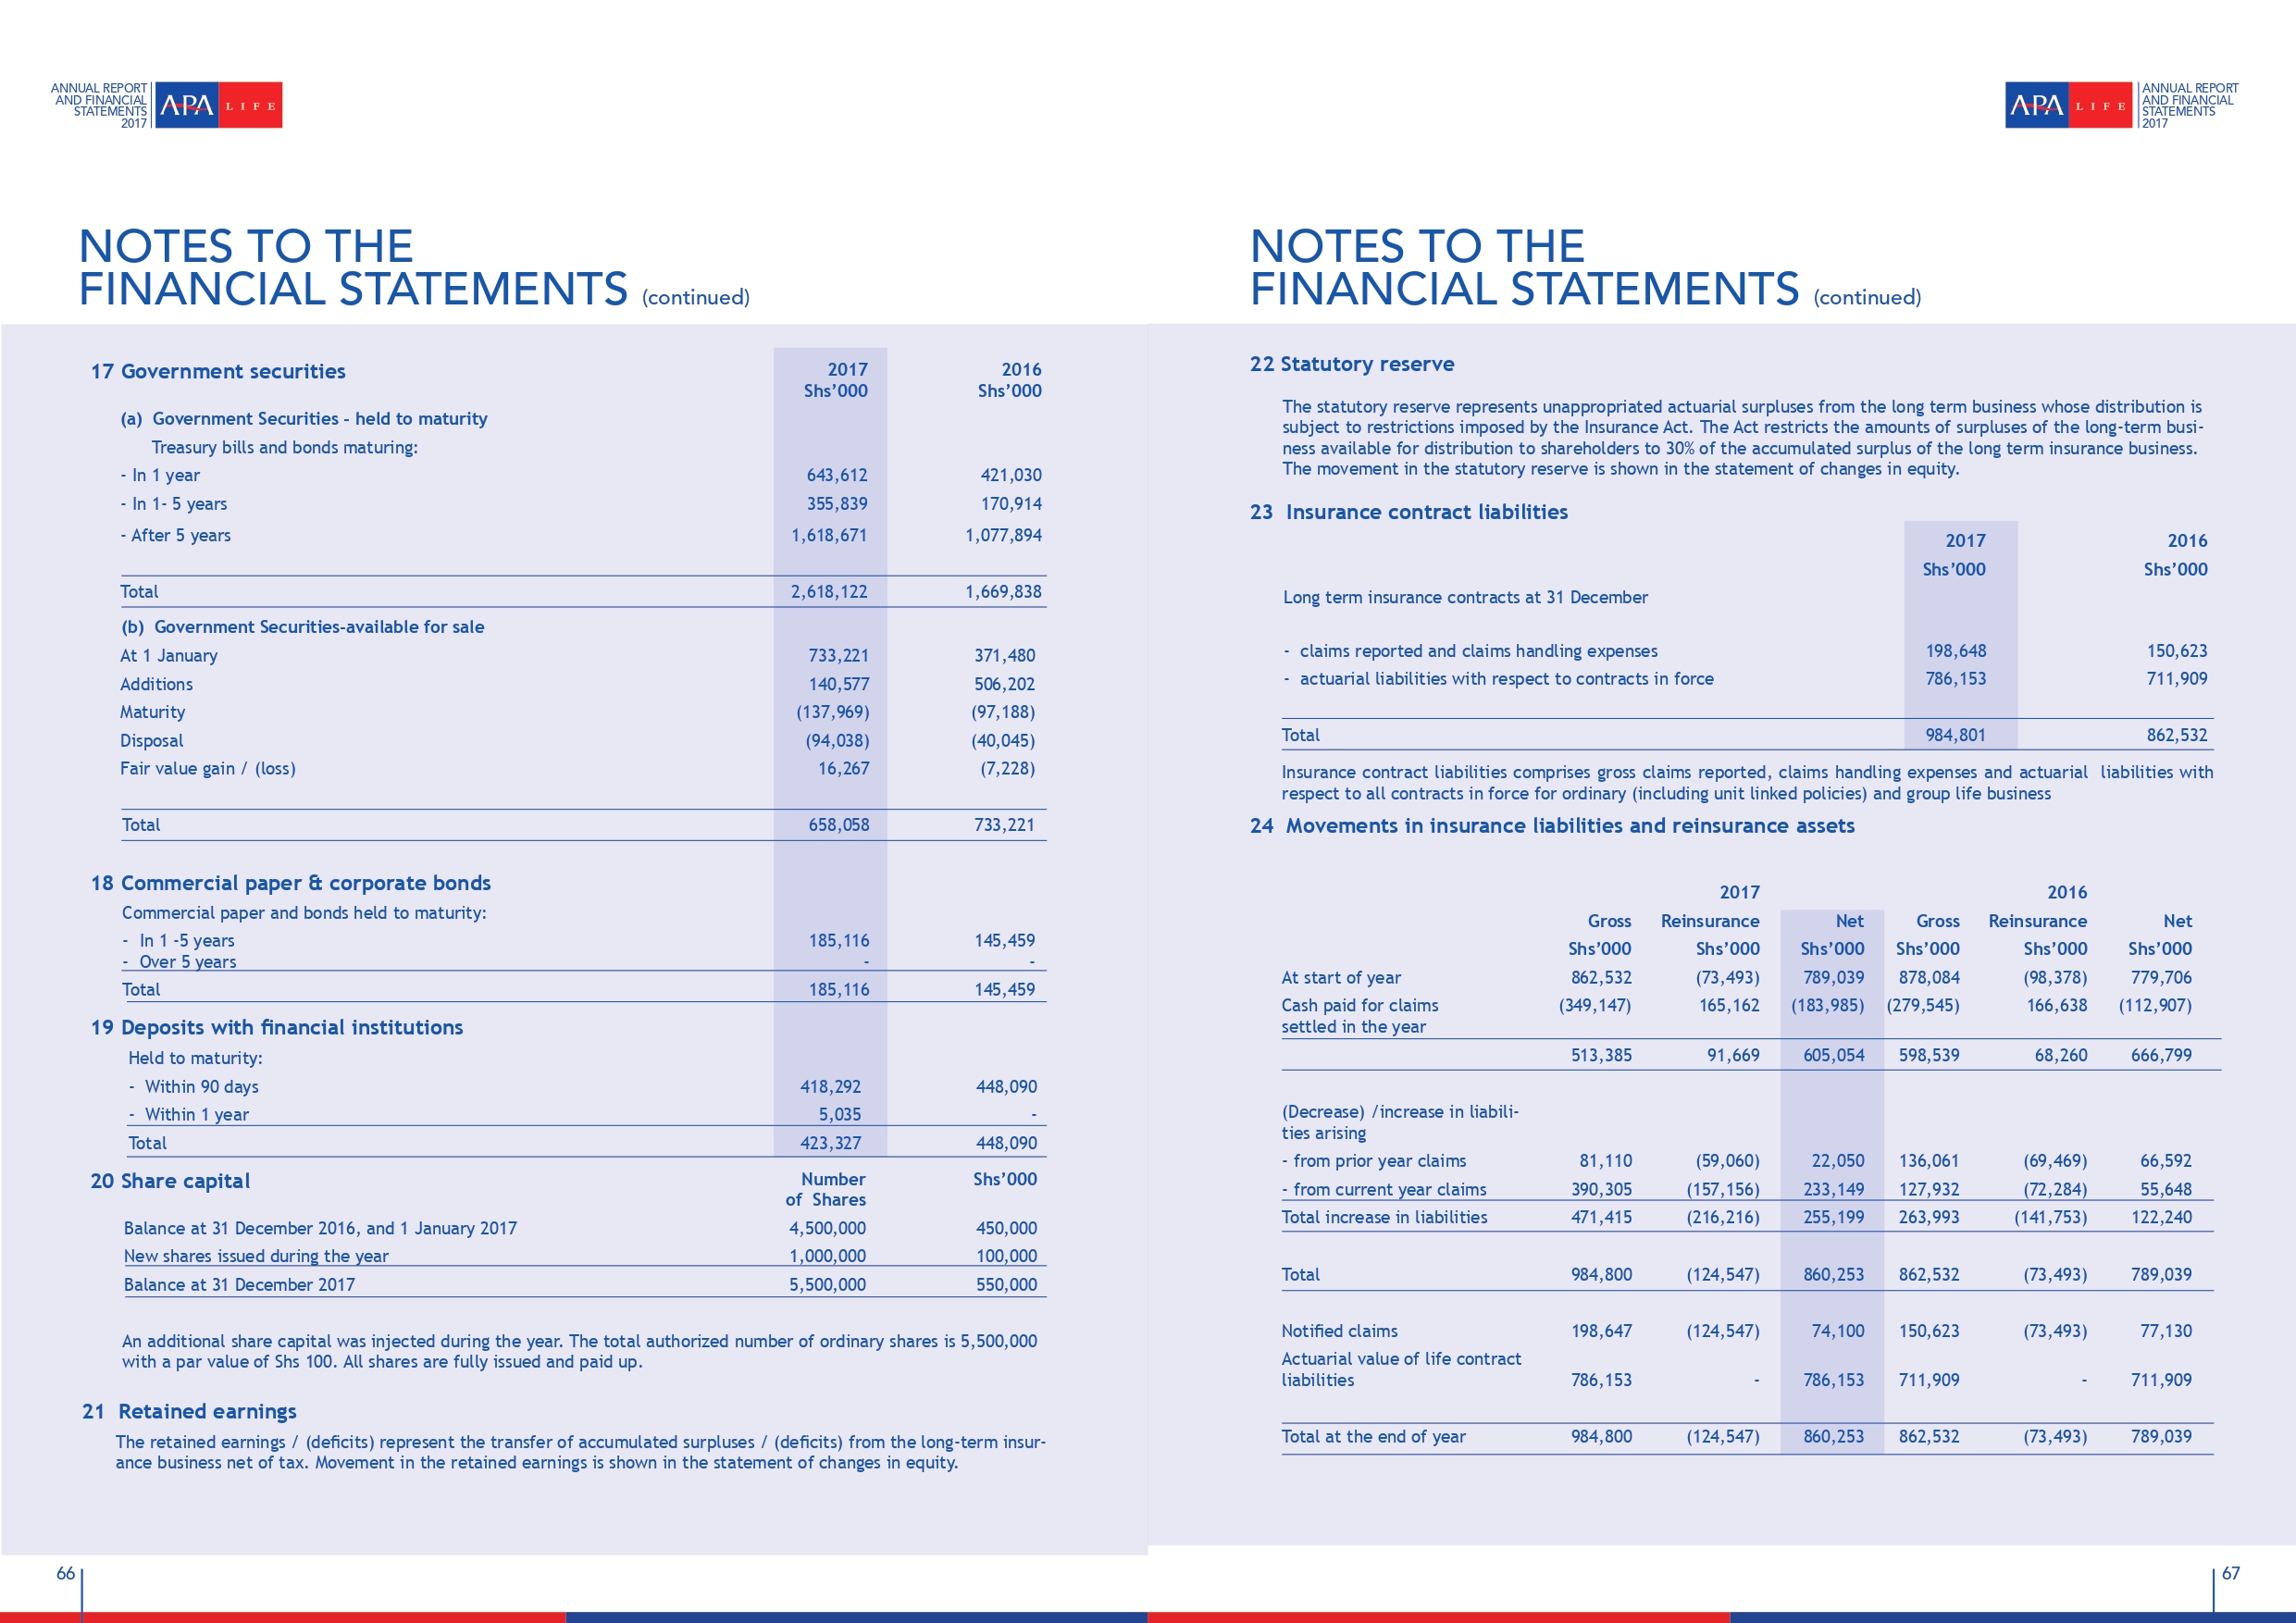 ANNUAL REPORT
AND FINANCIAL
STATEMENTS
2017
APA LIFE
NOTES TO THE
FINANCIAL STATEMENTS (continued)
17 Government securities 2017 2016
Shs’000 Shs’000
(a) Government Securities - held to maturity
Treasury bills and bonds maturing:
- In 1 year 643,612 421,030
- In 1- 5 years 355,839 170,914
- After 5 years 1,618,671 1,077,894
Total 2,618,122 1,669,838
(b) Government Securities-available for sale
At 1 January 733,221 371,480
Additions 140,577 506,202
Maturity (137,969) (97,188)
Disposal (94,038) (40,045)
Fair value gain / (loss) 16,267 (7,228)
Total 658,058 733,221
18 Commercial paper & corporate bonds
Commercial paper and bonds held to maturity:
- In 1 -5 years 185,116 145,459
- Over 5 years - -
Total 185,116 145,459
19 Deposits with financial institutions
Held to maturity:
- Within 90 days 418,292 448,090
- Within 1 year 5,035 -
Total 423,327 448,090
20 Share capital Number Shs’000
of Shares
Balance at 31 December 2016, and 1 January 2017 4,500,000 450,000
New shares issued during the year 1,000,000 100,000
Balance at 31 December 2017 5,500,000 550,000
An additional share capital was injected during the year. The total authorized number of ordinary shares is 5,500,000
with a par value of Shs 100. All shares are fully issued and paid up.
21 Retained earnings
The retained earnings / (deficits) represent the transfer of accumulated surpluses / (deficits) from the long-term insur-
ance business net of tax. Movement in the retained earnings is shown in the statement of changes in equity.
66
APA LIFE
ANNUAL REPORT
AND FINANCIAL
STATEMENTS
2017
NOTES TO THE
FINANCIAL STATEMENTS (continued)
22 Statutory reserve
The statutory reserve represents unappropriated actuarial surpluses from the long term business whose distribution is
subject to restrictions imposed by the Insurance Act. The Act restricts the amounts of surpluses of the long-term busi-
ness available for distribution to shareholders to 30% of the accumulated surplus of the long term insurance business.
The movement in the statutory reserve is shown in the statement of changes in equity.
23 Insurance contract liabilities
2017 2016
Shs’000 Shs’000
Long term insurance contracts at 31 December
- claims reported and claims handling expenses 198,648 150,623
- actuarial liabilities with respect to contracts in force 786,153 711,909
Total 984,801 862,532
Insurance contract liabilities comprises gross claims reported, claims handling expenses and actuarial liabilities with
respect to all contracts in force for ordinary (including unit linked policies) and group life business
24 Movements in insurance liabilities and reinsurance assets
2017 2016
Gross Reinsurance Net Gross Reinsurance Net
Shs’000 Shs’000 Shs’000 Shs’000 Shs’000 Shs’000
At start of year 862,532 (73,493) 789,039 878,084 (98,378) 779,706
Cash paid for claims (349,147) 165,162 (183,985) (279,545) 166,638 (112,907)
settled in the year
513,385 91,669 605,054 598,539 68,260 666,799
(Decrease) /increase in liabili-
ties arising
- from prior year claims 81,110 (59,060) 22,050 136,061 (69,469) 66,592
- from current year claims 390,305 (157,156) 233,149 127,932 (72,284) 55,648
Total increase in liabilities 471,415 (216,216) 255,199 263,993 (141,753) 122,240
Total 984,800 (124,547) 860,253 862,532 (73,493) 789,039
Notified claims 198,647 (124,547) 74,100 150,623 (73,493) 77,130
Actuarial value of life contract
liabilities 786,153 - 786,153 711,909 - 711,909
Total at the end of year 984,800 (124,547) 860,253 862,532 (73,493) 789,039
67